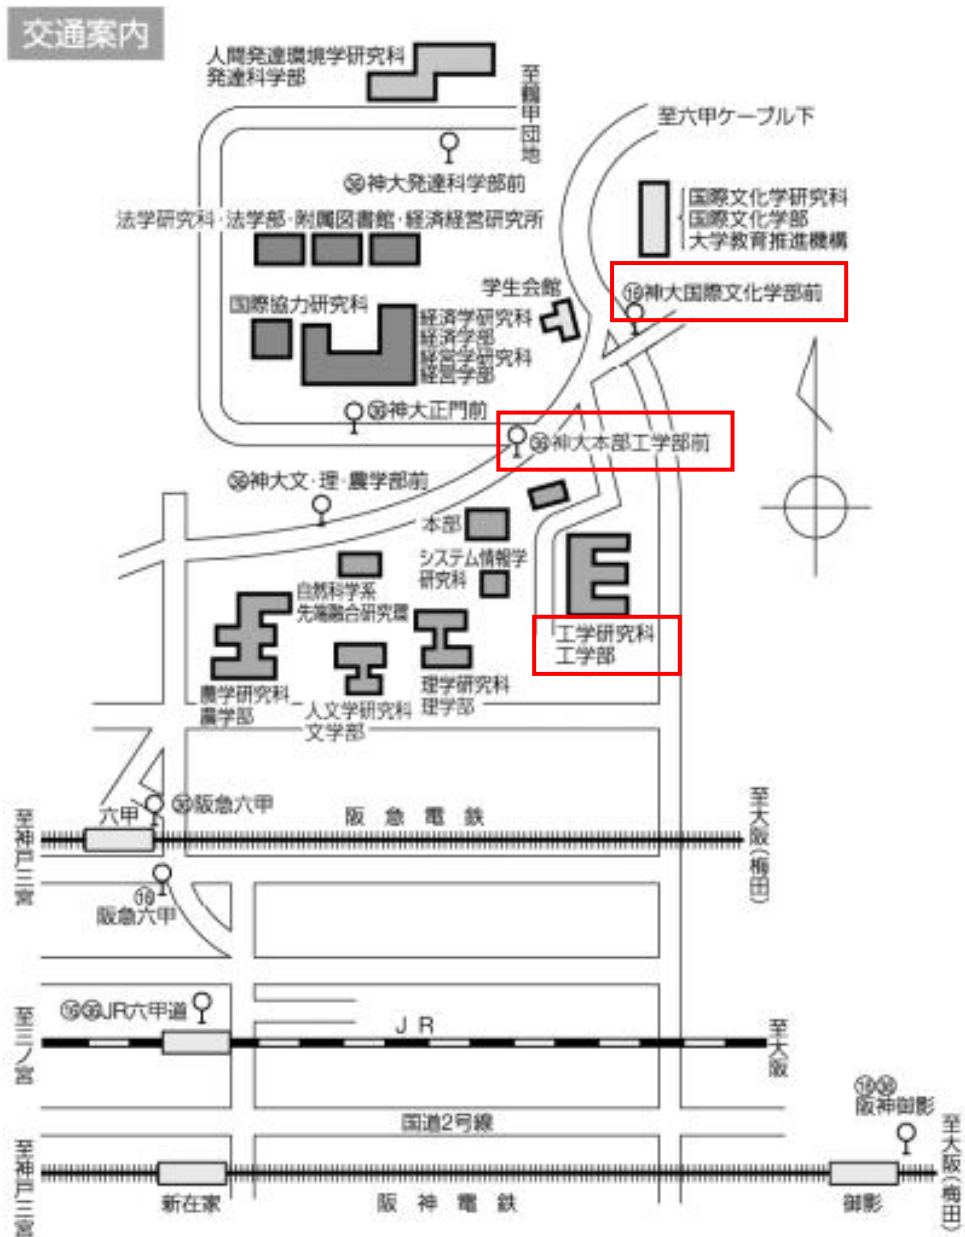 交通案内
人間発達環境学研究科
発達科学部
至鶴甲団地
至六甲ケーブル下
㊱神大発達科学部前
国際文化学研究科
国際文化学部
大学教育推進機構
法学研究科・法学部・附属図書館・経済経営研究所
学生会館
⑯神大国際文化学部前
国際協力研究科
経済学研究科
経済学部
経営学研究科
経営学部
㊱神大正門前
㊱神大本部工学部前
㊱神大文・理・農学部前
本部
システム情報学
研究科
自然科学系
先端融合研究環
工学研究科
工学部
農学研究科
農学部
人文学研究科
文学部
理学研究科
理学部
㊱阪急六甲
六甲
阪急電鉄
至神戸三宮
至大阪(梅田)
⑯
阪急六甲
⑯㊱JR六甲道
JR
至三ノ宮
至大阪
⑯㊱
阪神御影
国道2号線
至神戸三宮
至大阪(梅田)
新在家
阪神電鉄
御影